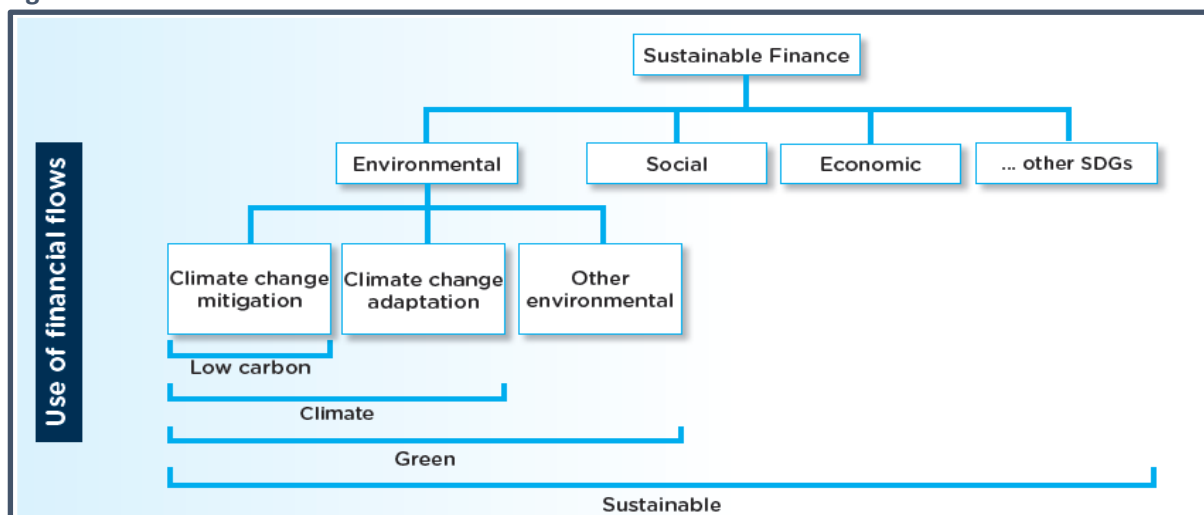 Sustainable Finance
Environmental
Social
Economic
... other SDGs
Use of financial flows
Climate change
mitigation
Climate change
adaptation
Other
environmental
Low carbon
Climate
Green
Sustainable